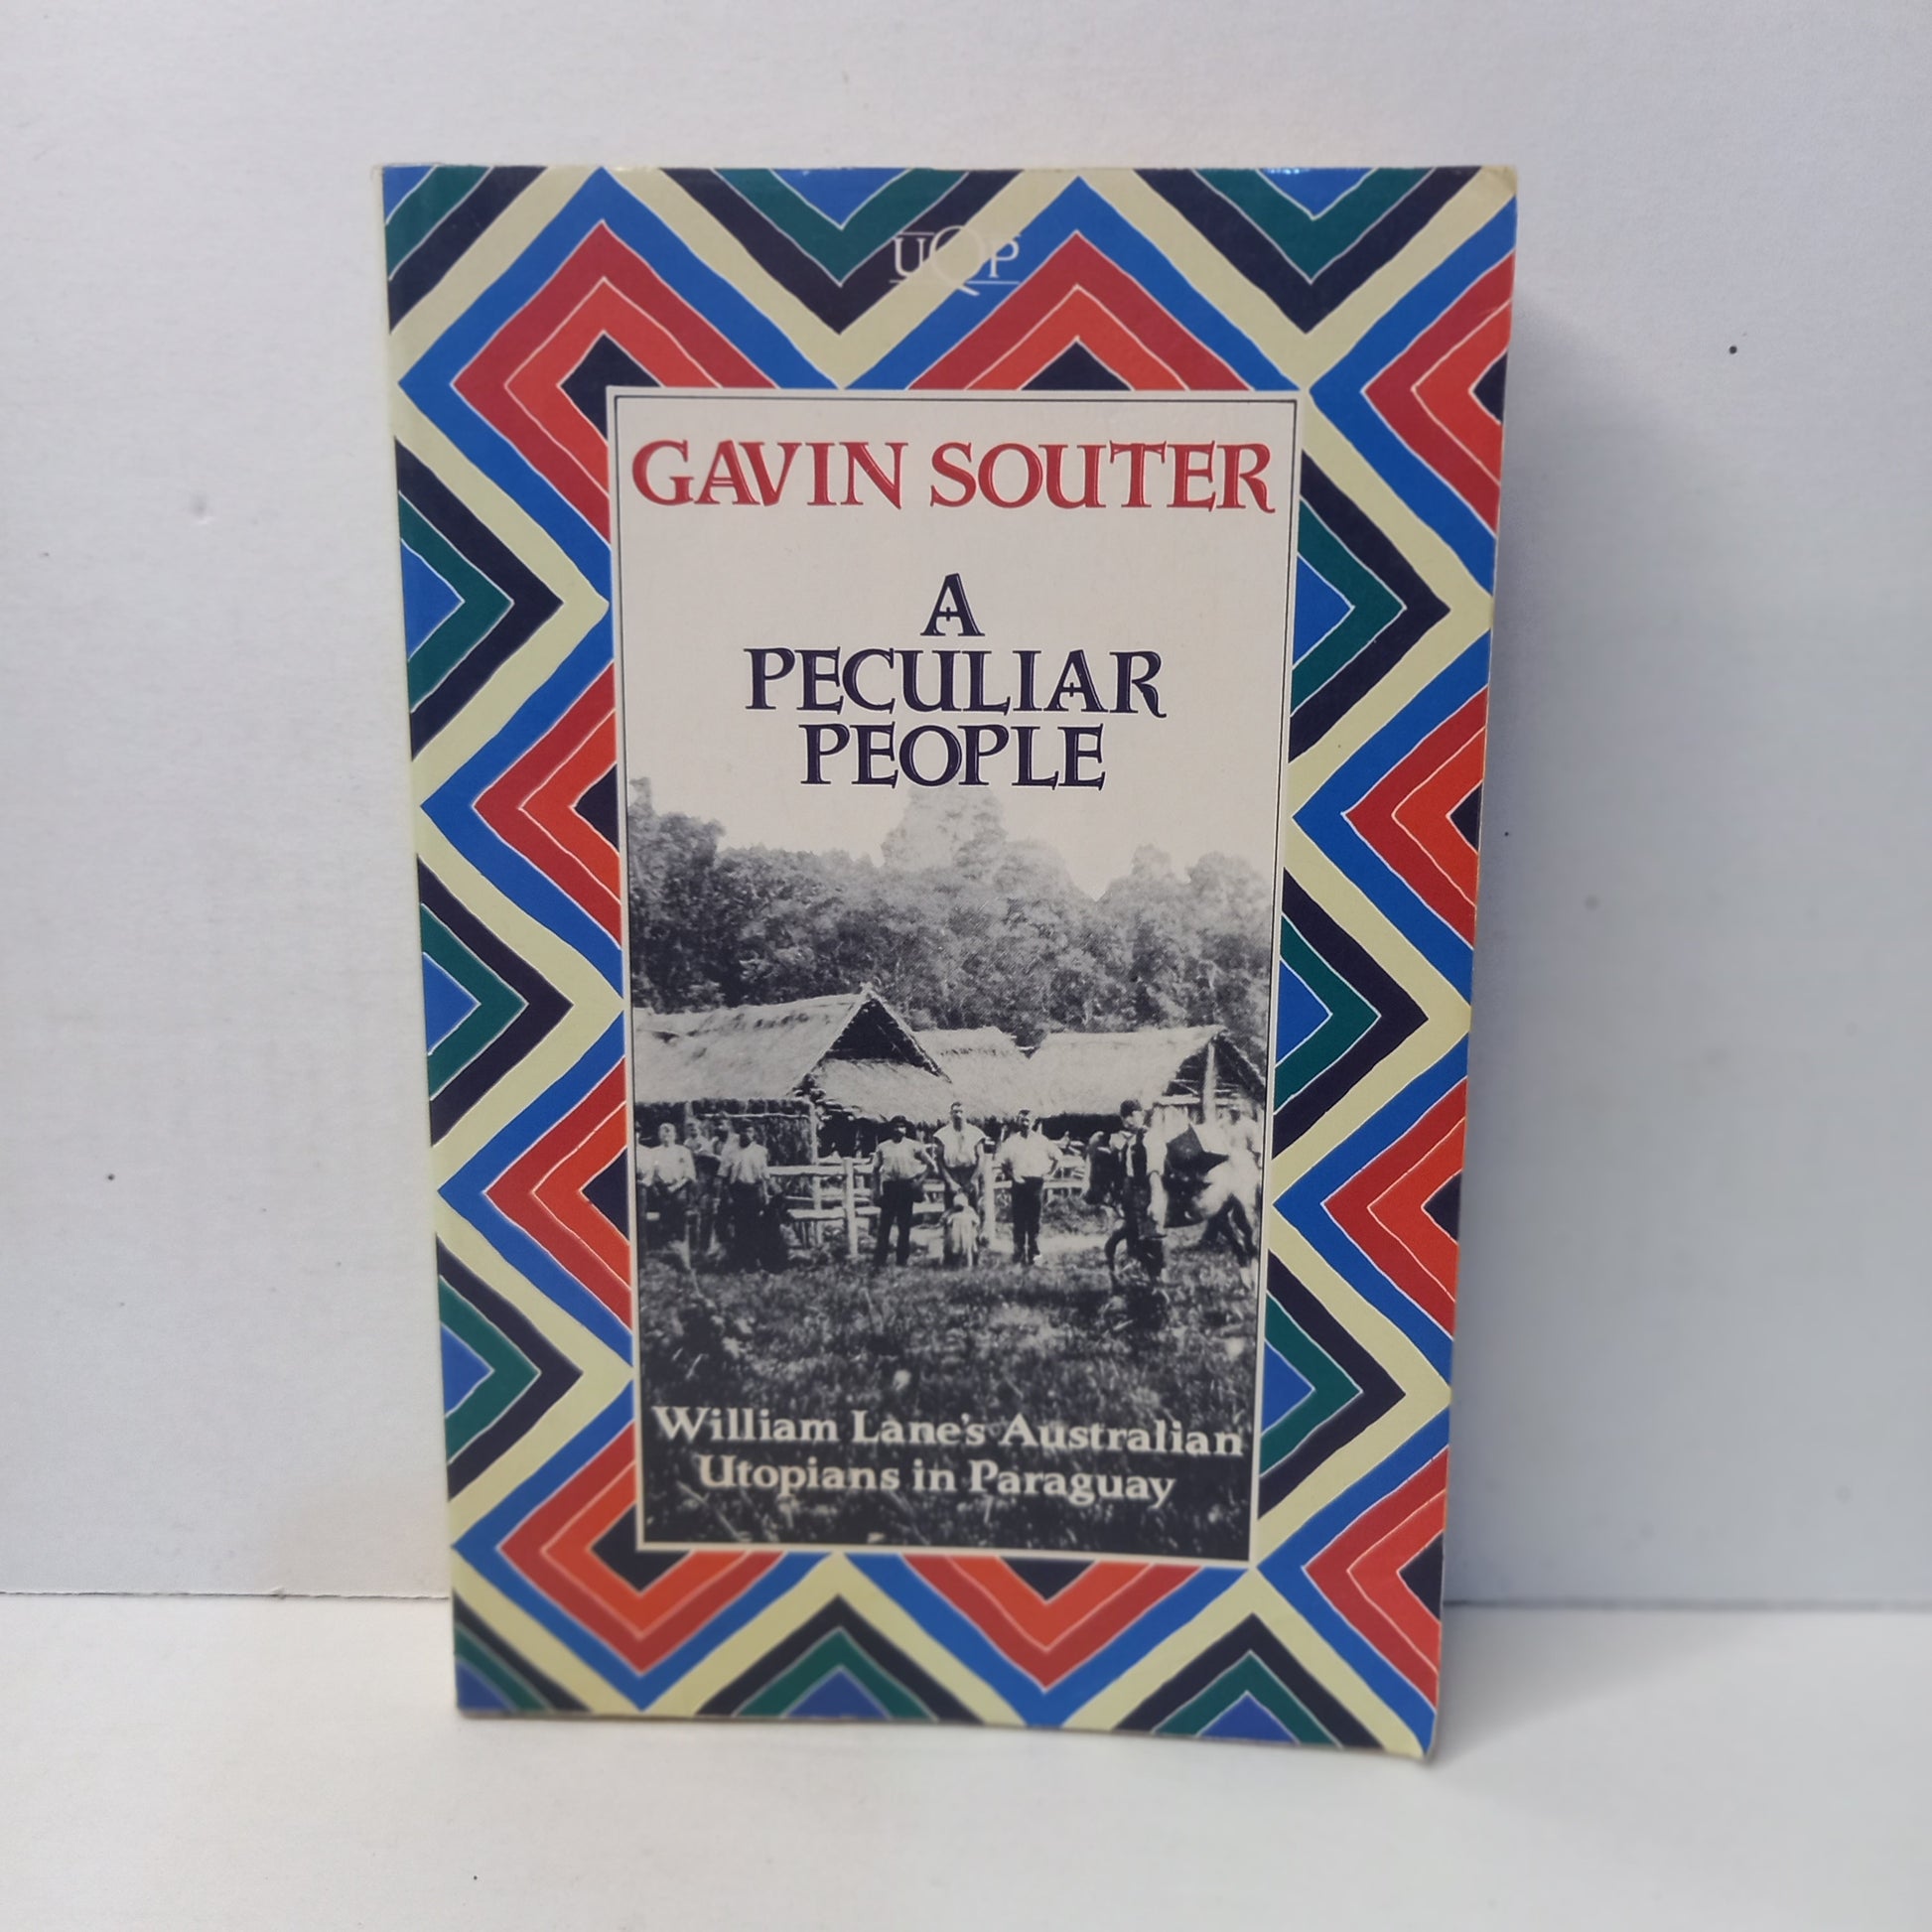 UQP
GAVIN SOUTER
A
PECULIAR
PEOPLE
William Lane's Australian
Utopians in Paraguay